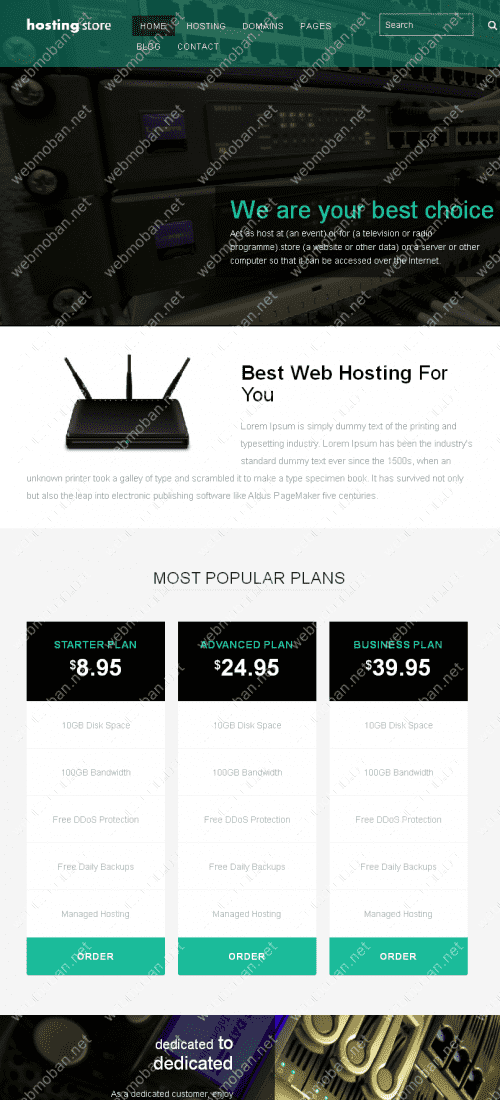 hosting store
HOME HOSTING DOMAINS PAGES
Search
BLOG CONTACT
We are your best choice
Act as host at (an event) or for (a television or radio
programme).store (a website or other data) on a server or other
computer so that it can be accessed over the Internet.
Best Web Hosting For
You
Lorem Ipsum is simply dummy text of the printing and
typesetting industry. Lorem Ipsum has been the industry's
standard dummy text ever since the 1500s, when an
unknown printer took a galley of type and scrambled it to make a type specimen book. It has survived not only
but also the leap into electronic publishing software like Aldus PageMaker five centuries.
MOST POPULAR PLANS
STARTER PLAN
$8.95
10GB Disk Space
100GB Bandwidth
Free DDoS Protection
Free Daily Backups
Managed Hosting
ORDER
ADVANCED PLAN
$24.95
10GB Disk Space
100GB Bandwidth
Free DDoS Protection
Free Daily Backups
Managed Hosting
ORDER
BUSINESS PLAN
$39.95
10GB Disk Space
100GB Bandwidth
Free DDoS Protection
Free Daily Backups
Managed Hosting
ORDER
dedicated to
dedicated
As a dedicated customer, enjoy
webmoban.net